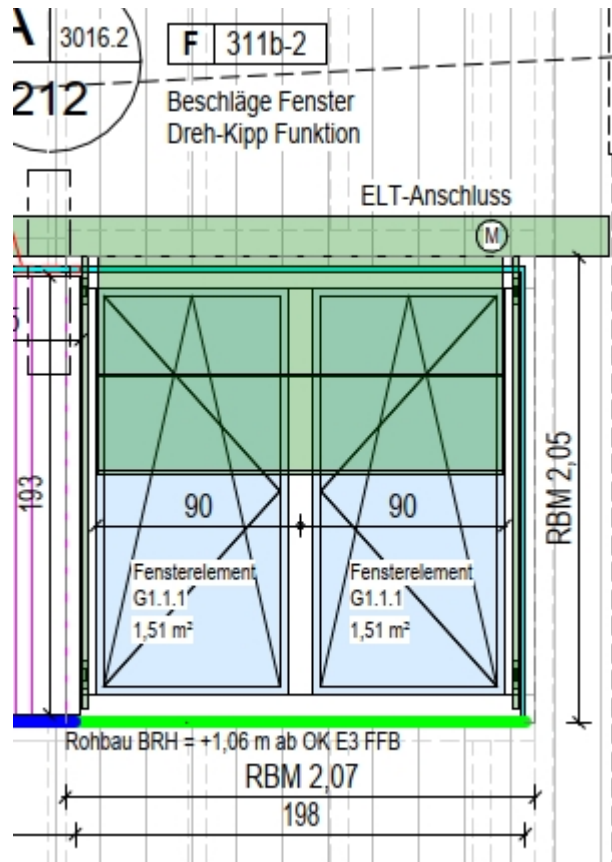 3016.2
212
F 311b-2
Beschläge Fenster
Dreh-Kipp Funktion
ELT-Anschluss
M
193
90
90
RBM 2,05
Fensterelement
G1.1.1
1,51 m²
Fensterelement
G1.1.1
1,51 m²
Rohbau BRH = +1,06 m ab OK E3 FFB
RBM 2,07
198